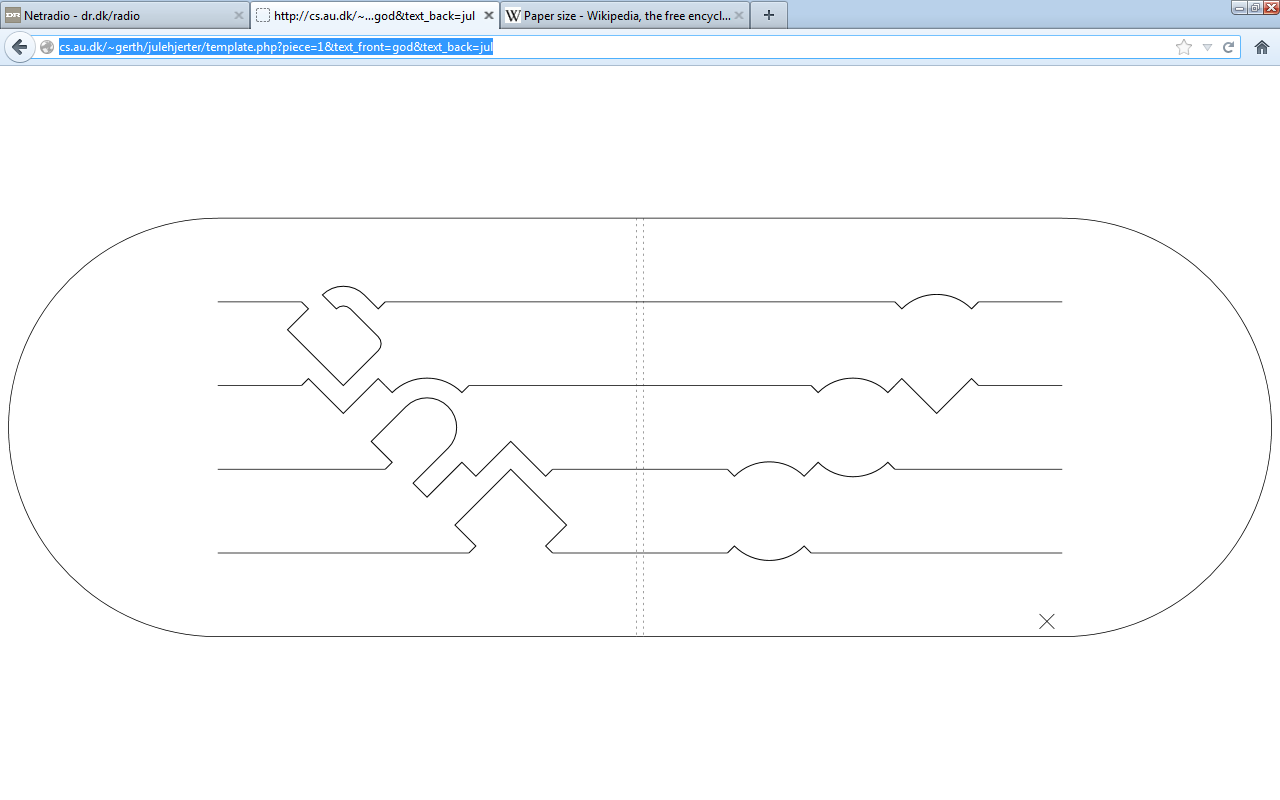 DR Netradio - dr.dk/radio
http://cs.au.dk/~...god&text_back=jul
W Paper size - Wikipedia, the free encycl...
cs.au.dk/~gerth/julehjerter/template.php?piece=1&text_front=god&text_back=jul